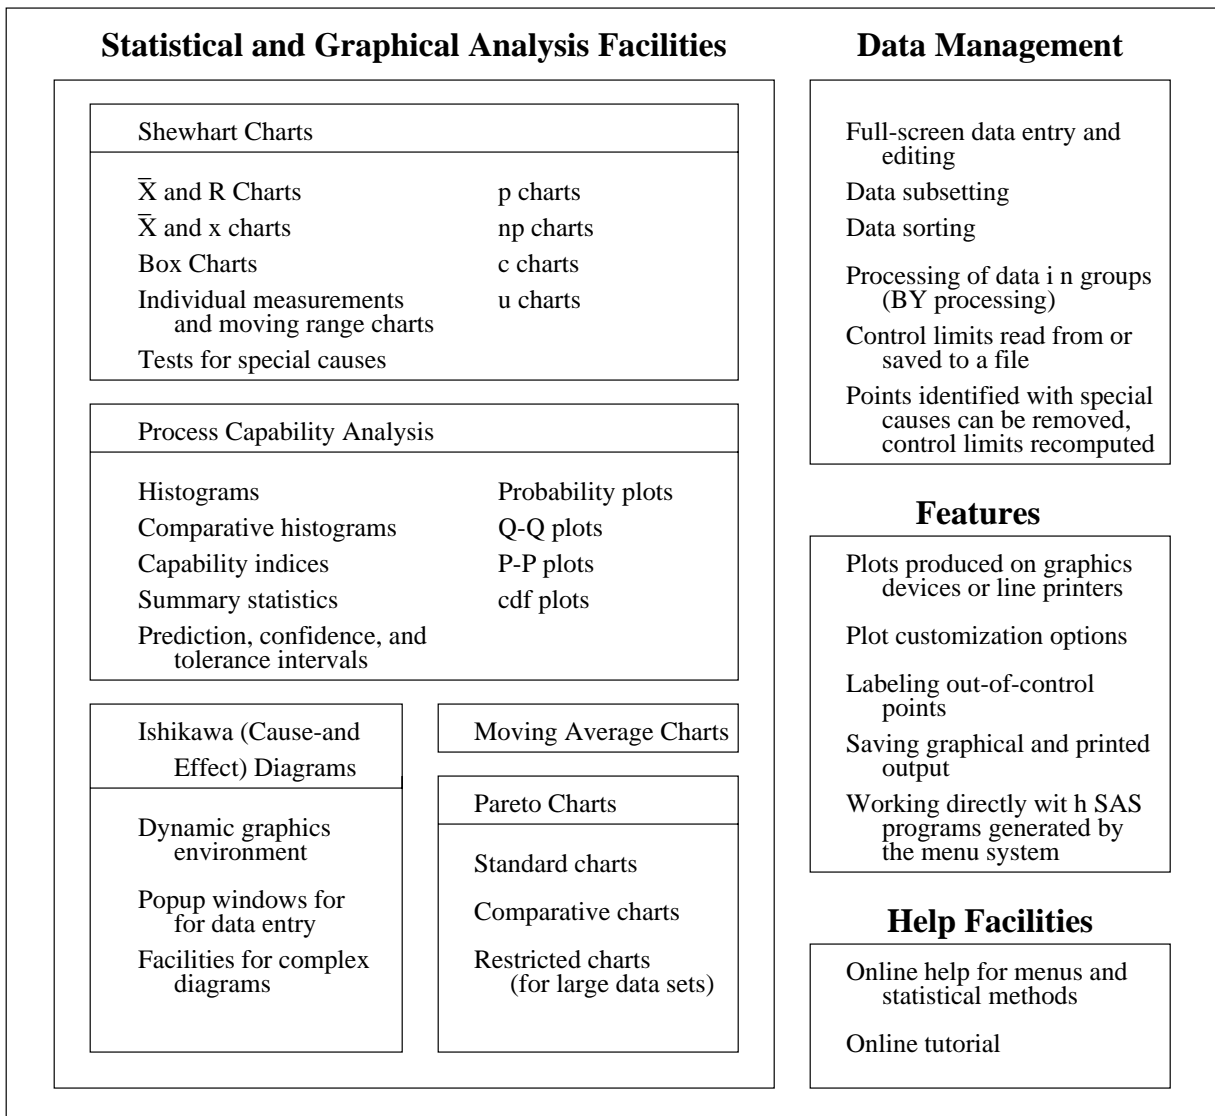 Statistical and Graphical Analysis Facilities
Shewhart Charts
X̅ and R Charts
X̅ and x charts
Box Charts
Individual measurements
and moving range charts
Tests for special causes
p charts
np charts
c charts
u charts
Process Capability Analysis
Histograms
Comparative histograms
Capability indices
Summary statistics
Prediction, confidence, and
tolerance intervals
Probability plots
Q-Q plots
P-P plots
cdf plots
Ishikawa (Cause-and
Effect) Diagrams
Dynamic graphics
environment
Popup windows for
for data entry
Facilities for complex
diagrams
Moving Average Charts
Pareto Charts
Standard charts
Comparative charts
Restricted charts
(for large data sets)
Data Management
Full-screen data entry and
editing
Data subsetting
Data sorting
Processing of data i n groups
(BY processing)
Control limits read from or
saved to a file
Points identified with special
causes can be removed,
control limits recomputed
Features
Plots produced on graphics
devices or line printers
Plot customization options
Labeling out-of-control
points
Saving graphical and printed
output
Working directly wit h SAS
programs generated by
the menu system
Help Facilities
Online help for menus and
statistical methods
Online tutorial